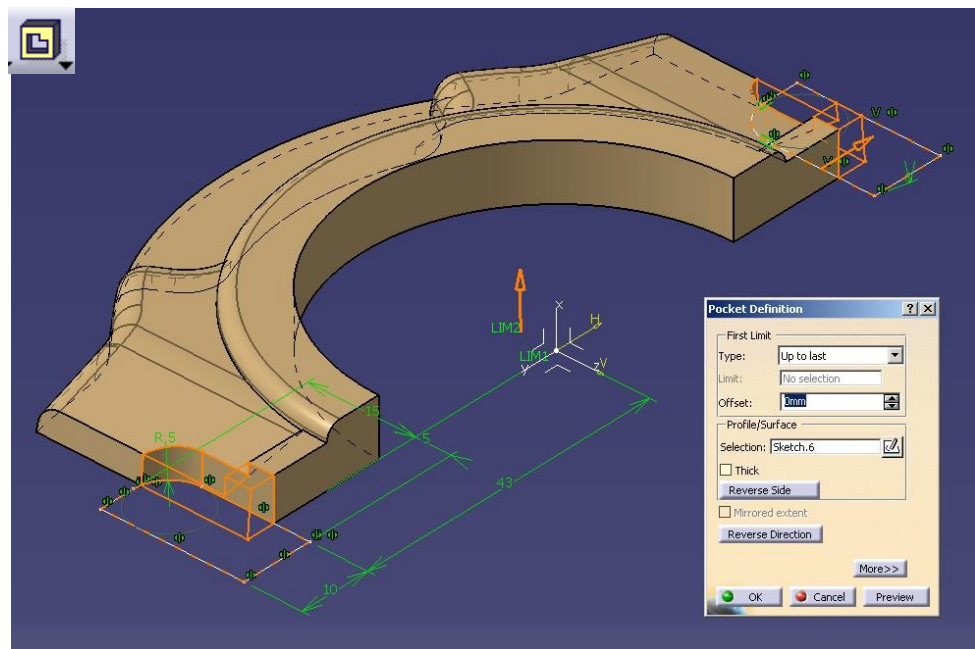 V
V
H
x
LIM2
LIM1
y
z
V
15
5
R 5
43
10
Pocket Definition
First Limit
Type: Up to last
Limit: No selection
Offset: 0mm
Profile/Surface
Selection: Sketch.6
Thick
Reverse Side
Mirrored extent
Reverse Direction
More>>
OK Cancel Preview